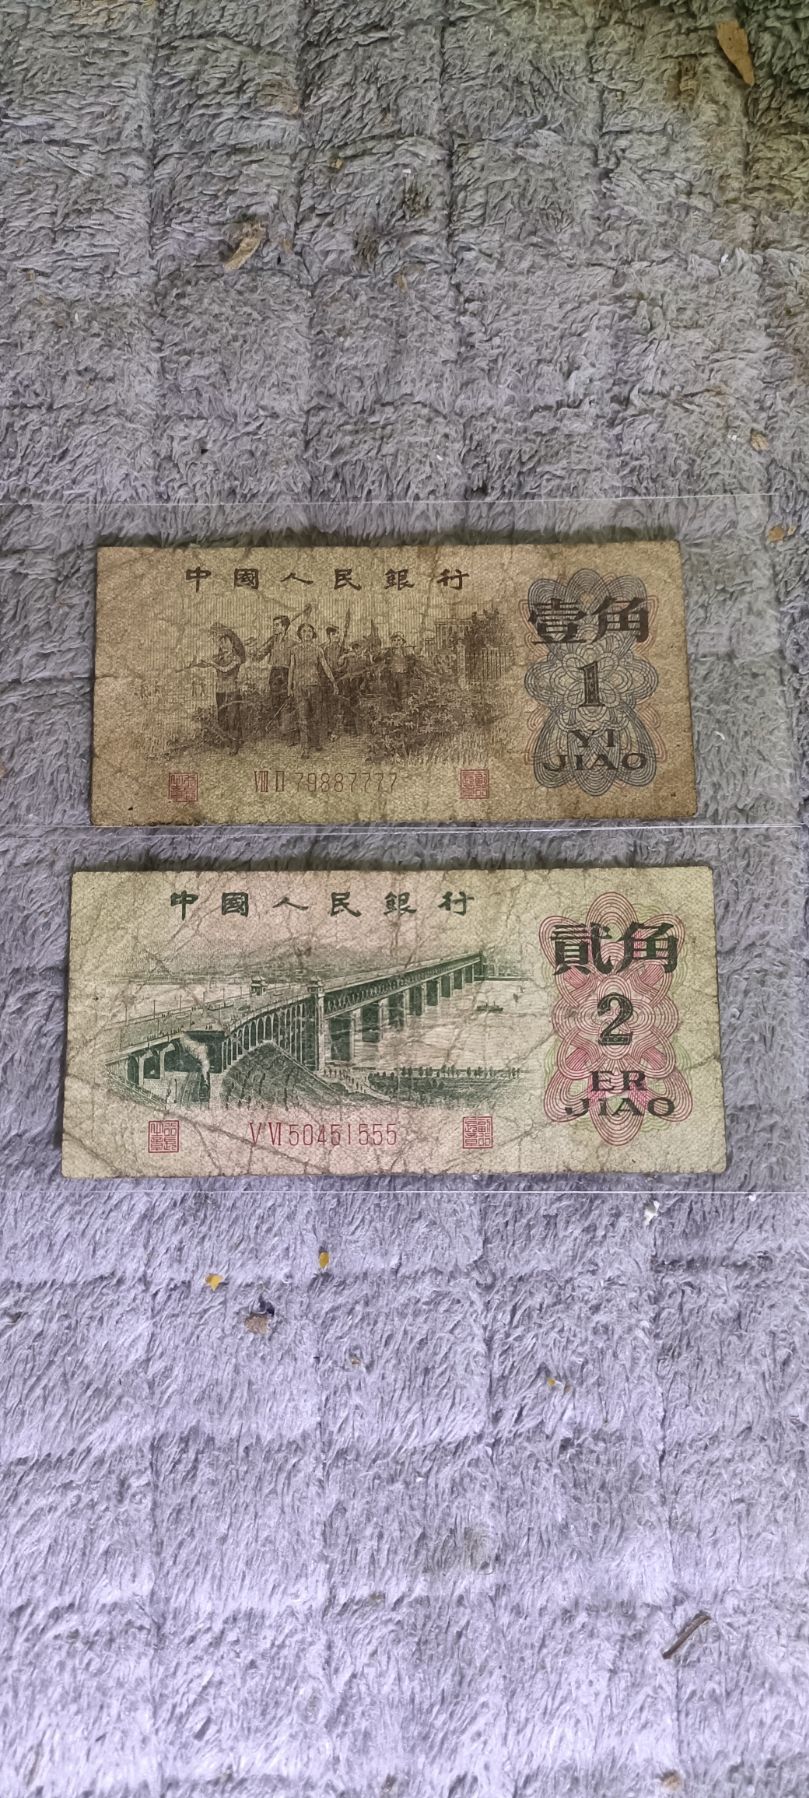 中國人民銀行
壹角
1
YI
JIAO
VIII II 79887777
中國人民銀行
貳角
2
ER
JIAO
V VI 50451555